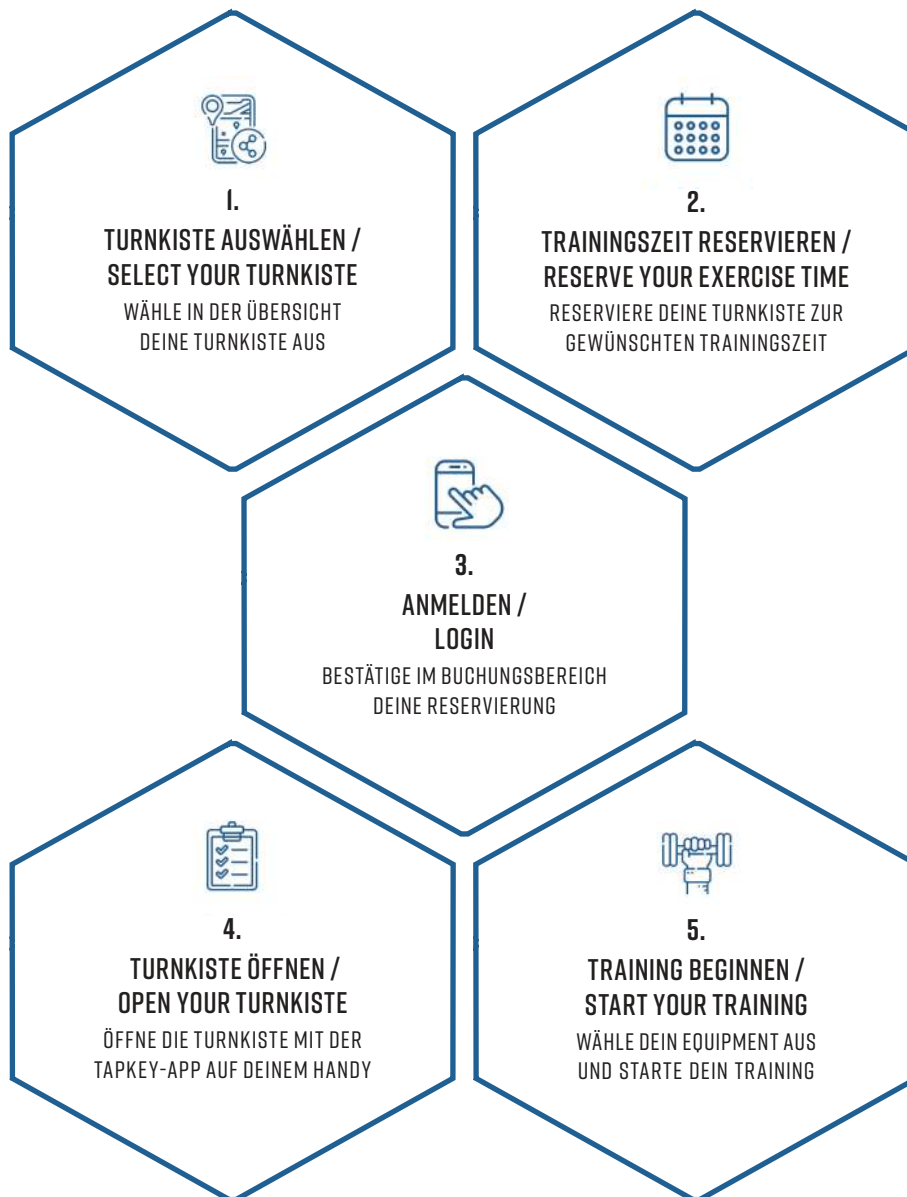 1.
TURNKISTE AUSWÄHLEN /
SELECT YOUR TURNKISTE
WÄHLE IN DER ÜBERSICHT
DEINE TURNKISTE AUS
2.
TRAININGSZEIT RESERVIEREN /
RESERVE YOUR EXERCISE TIME
RESERVIERE DEINE TURNKISTE ZUR
GEWÜNSCHTEN TRAININGSZEIT
3.
ANMELDEN /
LOGIN
BESTÄTIGE IM BUCHUNGSBEREICH
DEINE RESERVIERUNG
4.
TURNKISTE ÖFFNEN /
OPEN YOUR TURNKISTE
ÖFFNE DIE TURNKISTE MIT DER
TAPKEY-APP AUF DEINEM HANDY
5.
TRAINING BEGINNEN /
START YOUR TRAINING
WÄHLE DEIN EQUIPMENT AUS
UND STARTE DEIN TRAINING